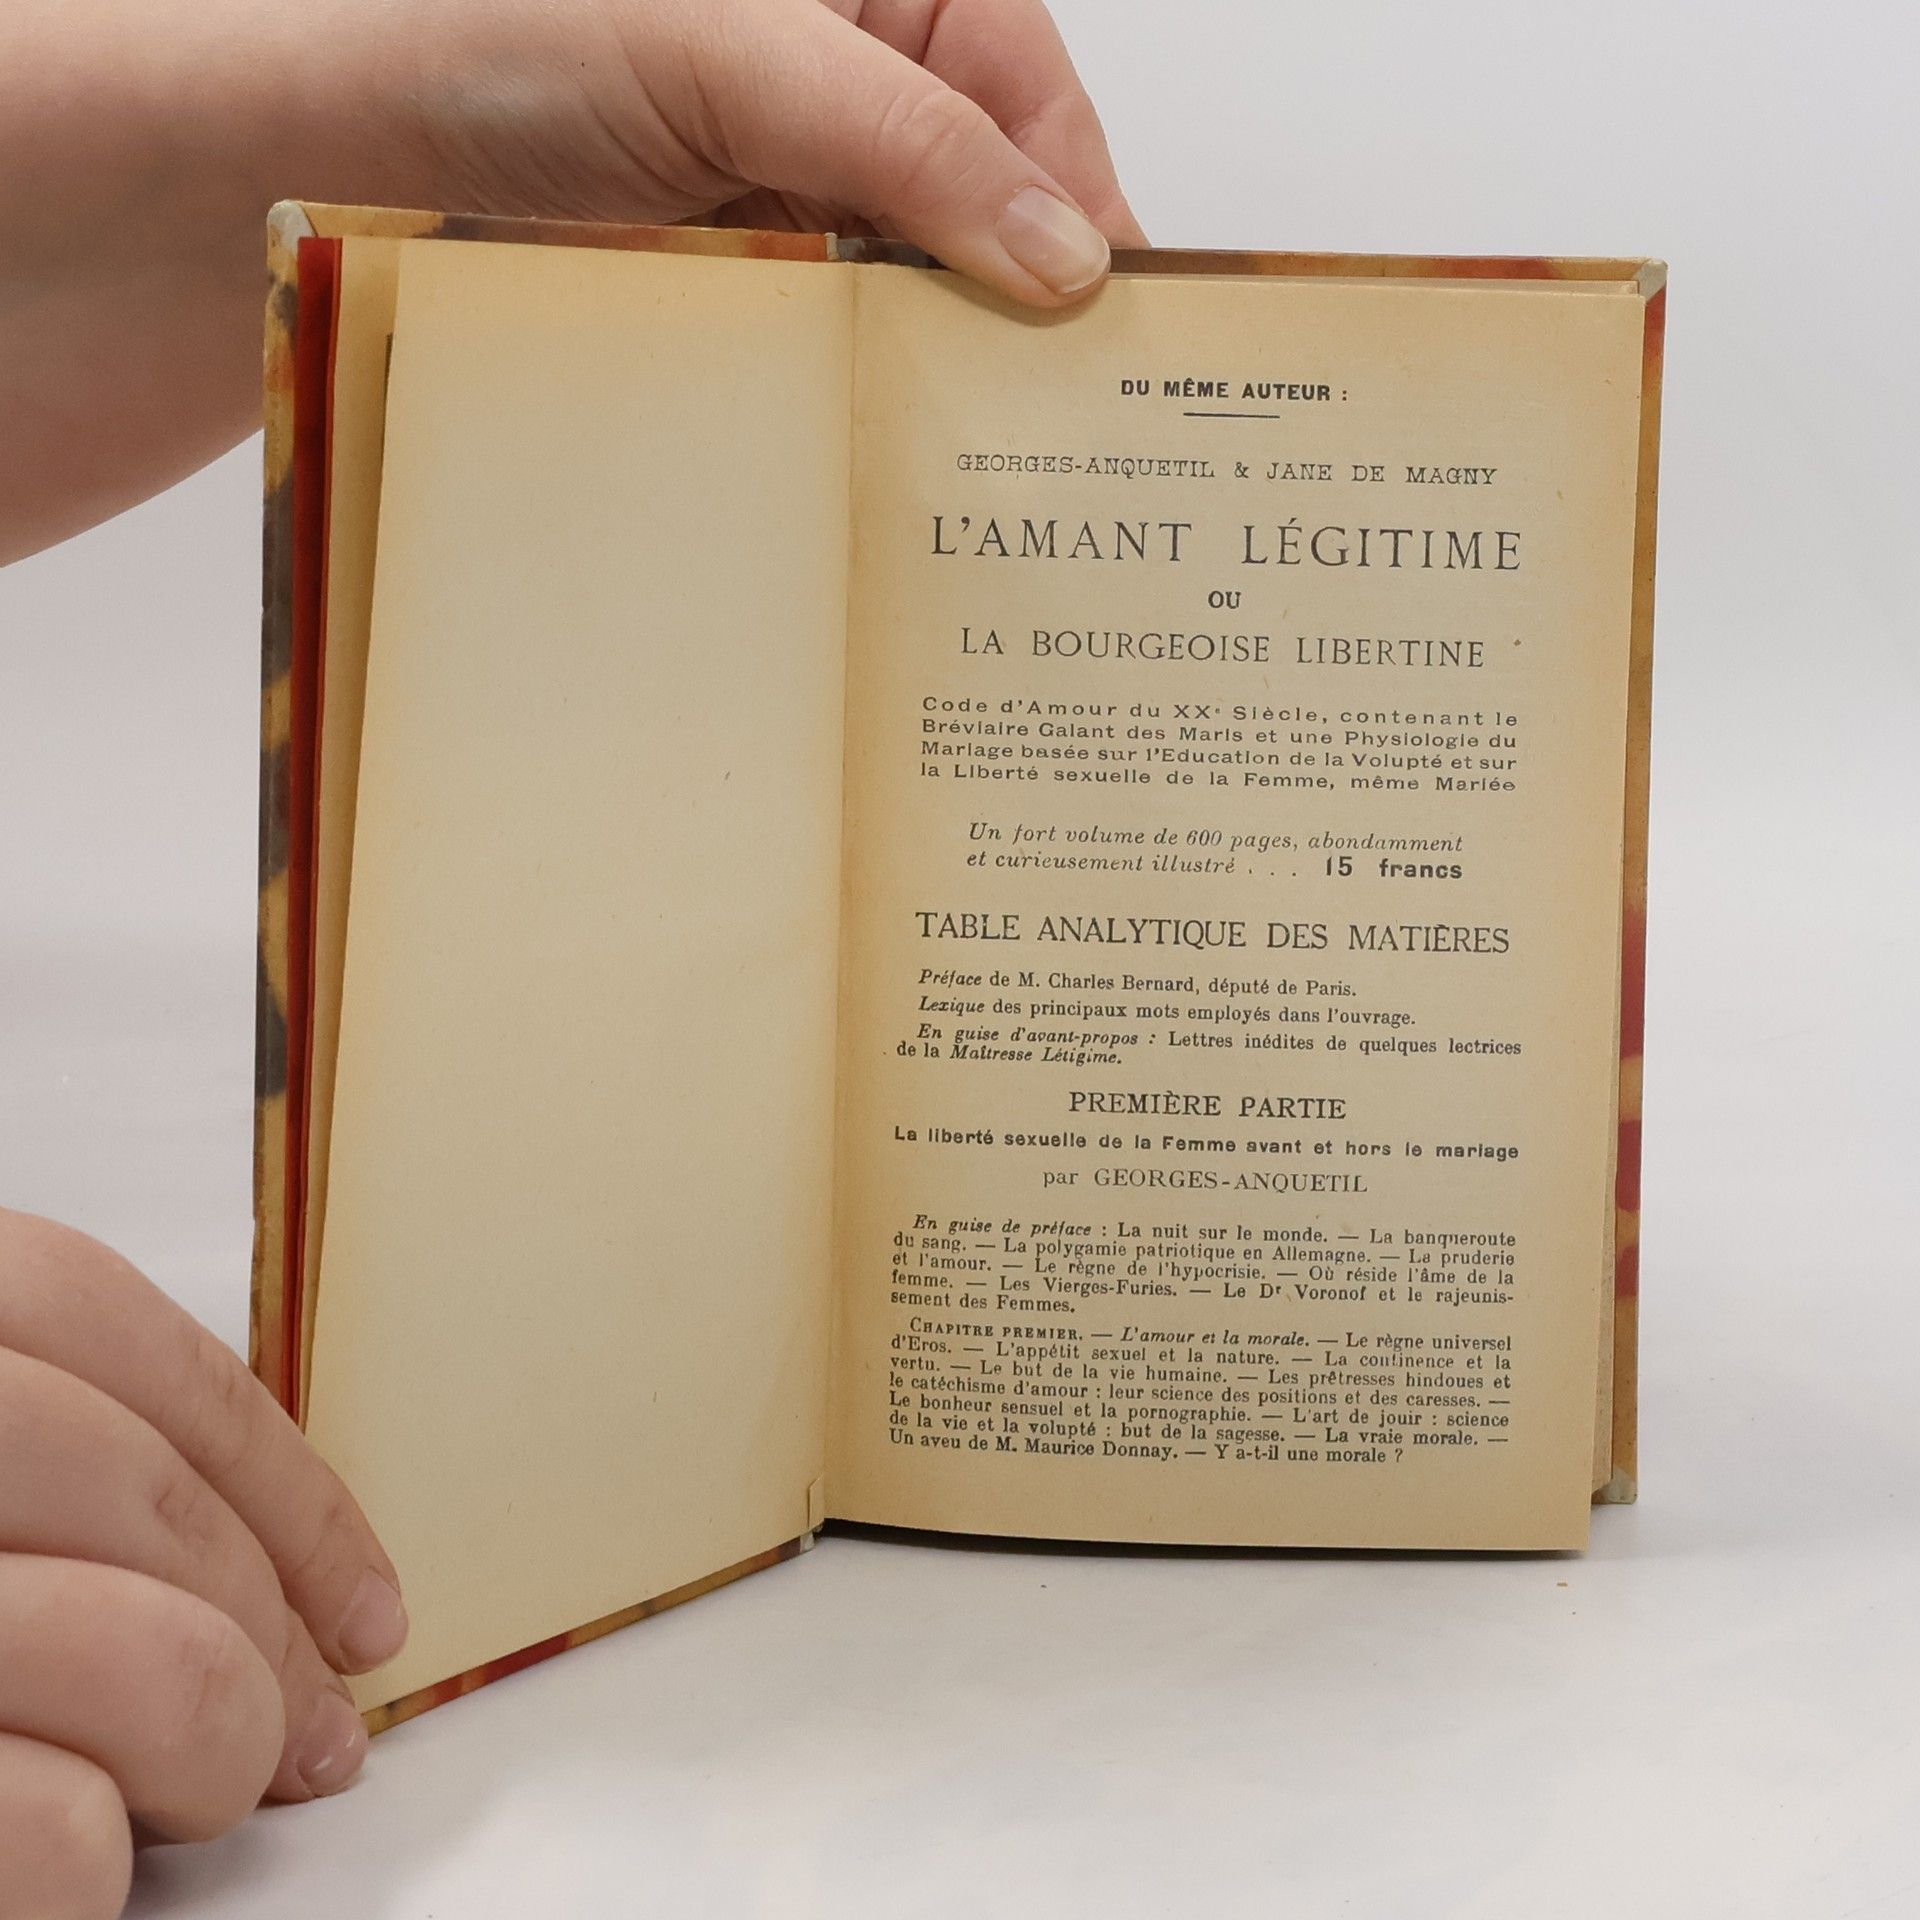 DU MÊME AUTEUR :
GEORGES-ANQUETIL & JANE DE MAGNY
L'AMANT LÉGITIME
OU
LA BOURGEOISE LIBERTINE
Code d'Amour du XXe Siècle, contenant le
Bréviaire Galant des Maris et une Physiologie du
Mariage basée sur l'Education de la Volupté et sur
la Liberté sexuelle de la Femme, même Mariée
Un fort volume de 600 pages, abondamment
et curieusement illustré . . . 15 francs
TABLE ANALYTIQUE DES MATIÈRES
Préface de M. Charles Bernard, député de Paris.
Lexique des principaux mots employés dans l'ouvrage.
En guise d'avant-propos : Lettres inédites de quelques lectrices
de la Maîtresse Létigime.
PREMIÈRE PARTIE
La liberté sexuelle de la Femme avant et hors le mariage
par GEORGES-ANQUETIL
En guise de préface : La nuit sur le monde. — La banqueroute
du sang. — La polygamie patriotique en Allemagne. — La pruderie
et l'amour. — Le règne de l'hypocrisie. — Où réside l'âme de la
femme. — Les Vierges-Furies. — Le Dr Voronof et le rajeunis-
sement des Femmes.
CHAPITRE PREMIER. — L'amour et la morale. — Le règne universel
d'Eros. — L'appétit sexuel et la nature. — La continence et la
vertu. — Le but de la vie humaine. — Les prêtresses hindoues et
le catéchisme d'amour : leur science des positions et des caresses. —
Le bonheur sensuel et la pornographie. — L'art de jouir : science
de la vie et la volupté : but de la sagesse. — La vraie morale. —
Un aveu de M. Maurice Donnay. — Y a-t-il une morale ?